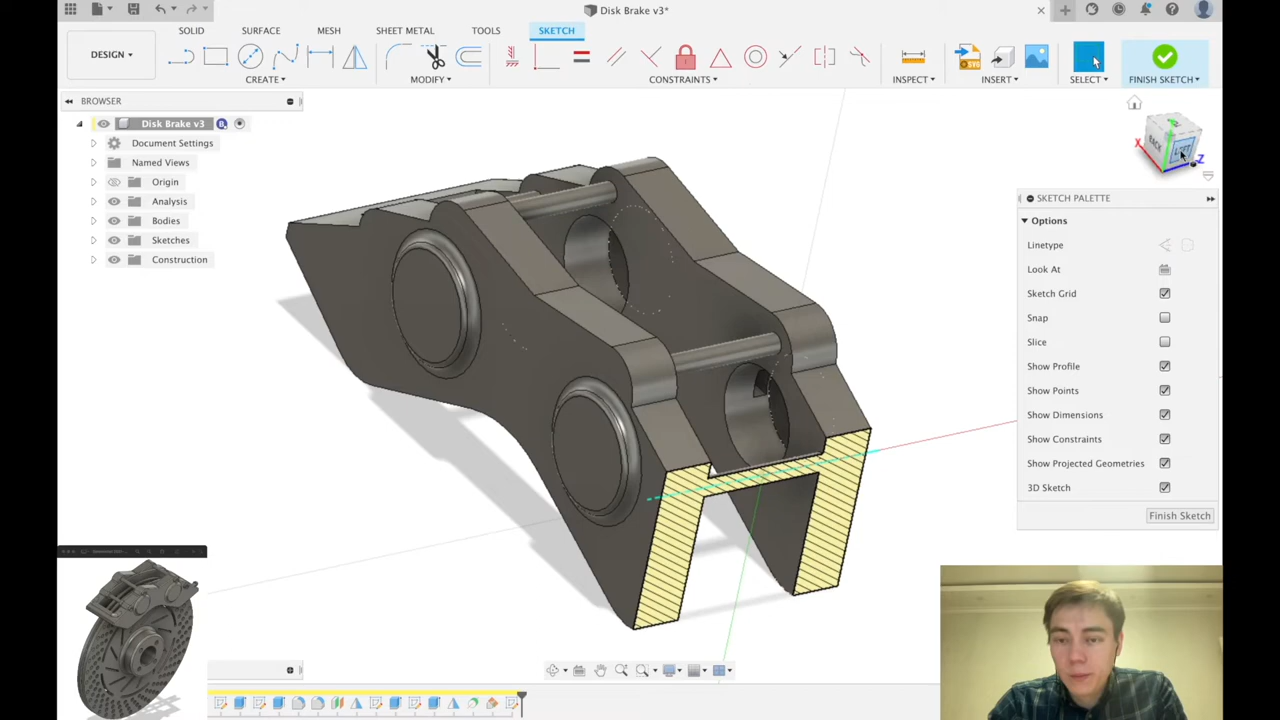 Disk Brake v3*
DESIGN
SOLID SURFACE MESH SHEET METAL TOOLS SKETCH
CREATE MODIFY CONSTRAINTS INSPECT INSERT SELECT FINISH SKETCH
BROWSER
Disk Brake v3
Document Settings
Named Views
Origin
Analysis
Bodies
Sketches
Construction
BACK LEFT
X Z
SKETCH PALETTE
Options
Linetype
Look At
Sketch Grid
Snap
Slice
Show Profile
Show Points
Show Dimensions
Show Constraints
Show Projected Geometries
3D Sketch
Finish Sketch